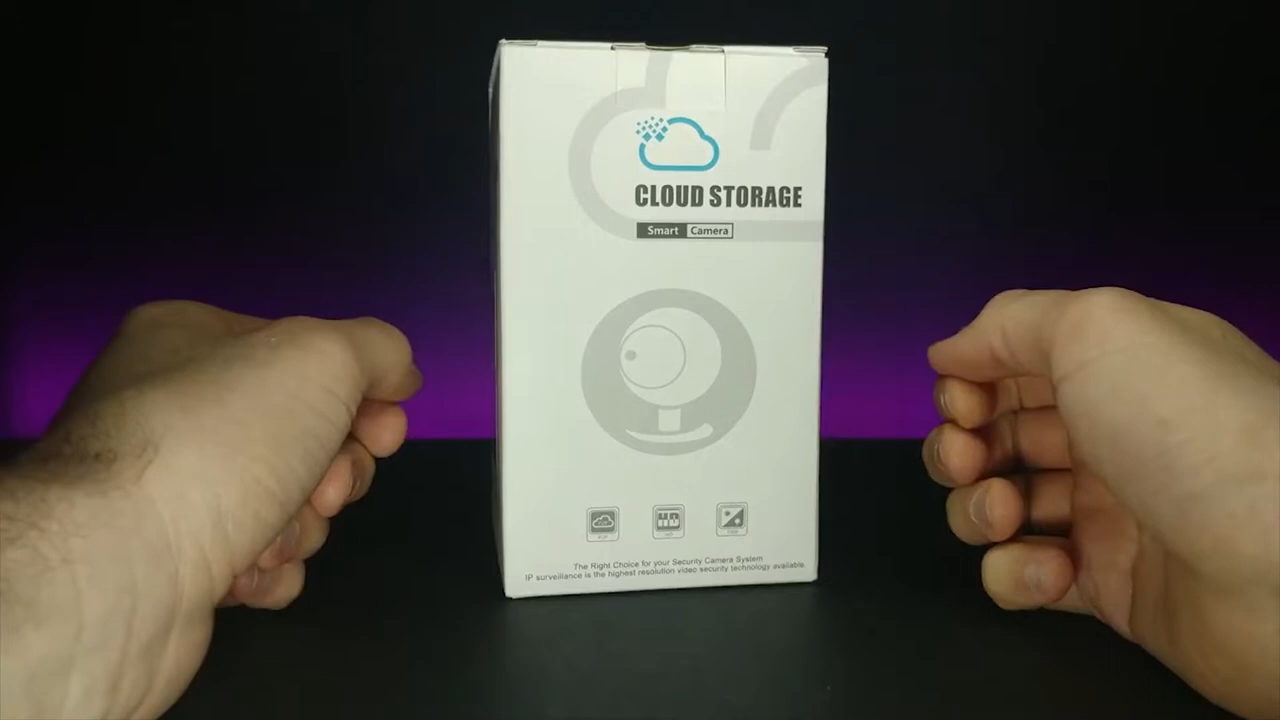 CLOUD STORAGE
Smart Camera
HD
The Right Choice for your Security Camera System
IP surveillance is the highest resolution video security technology available.